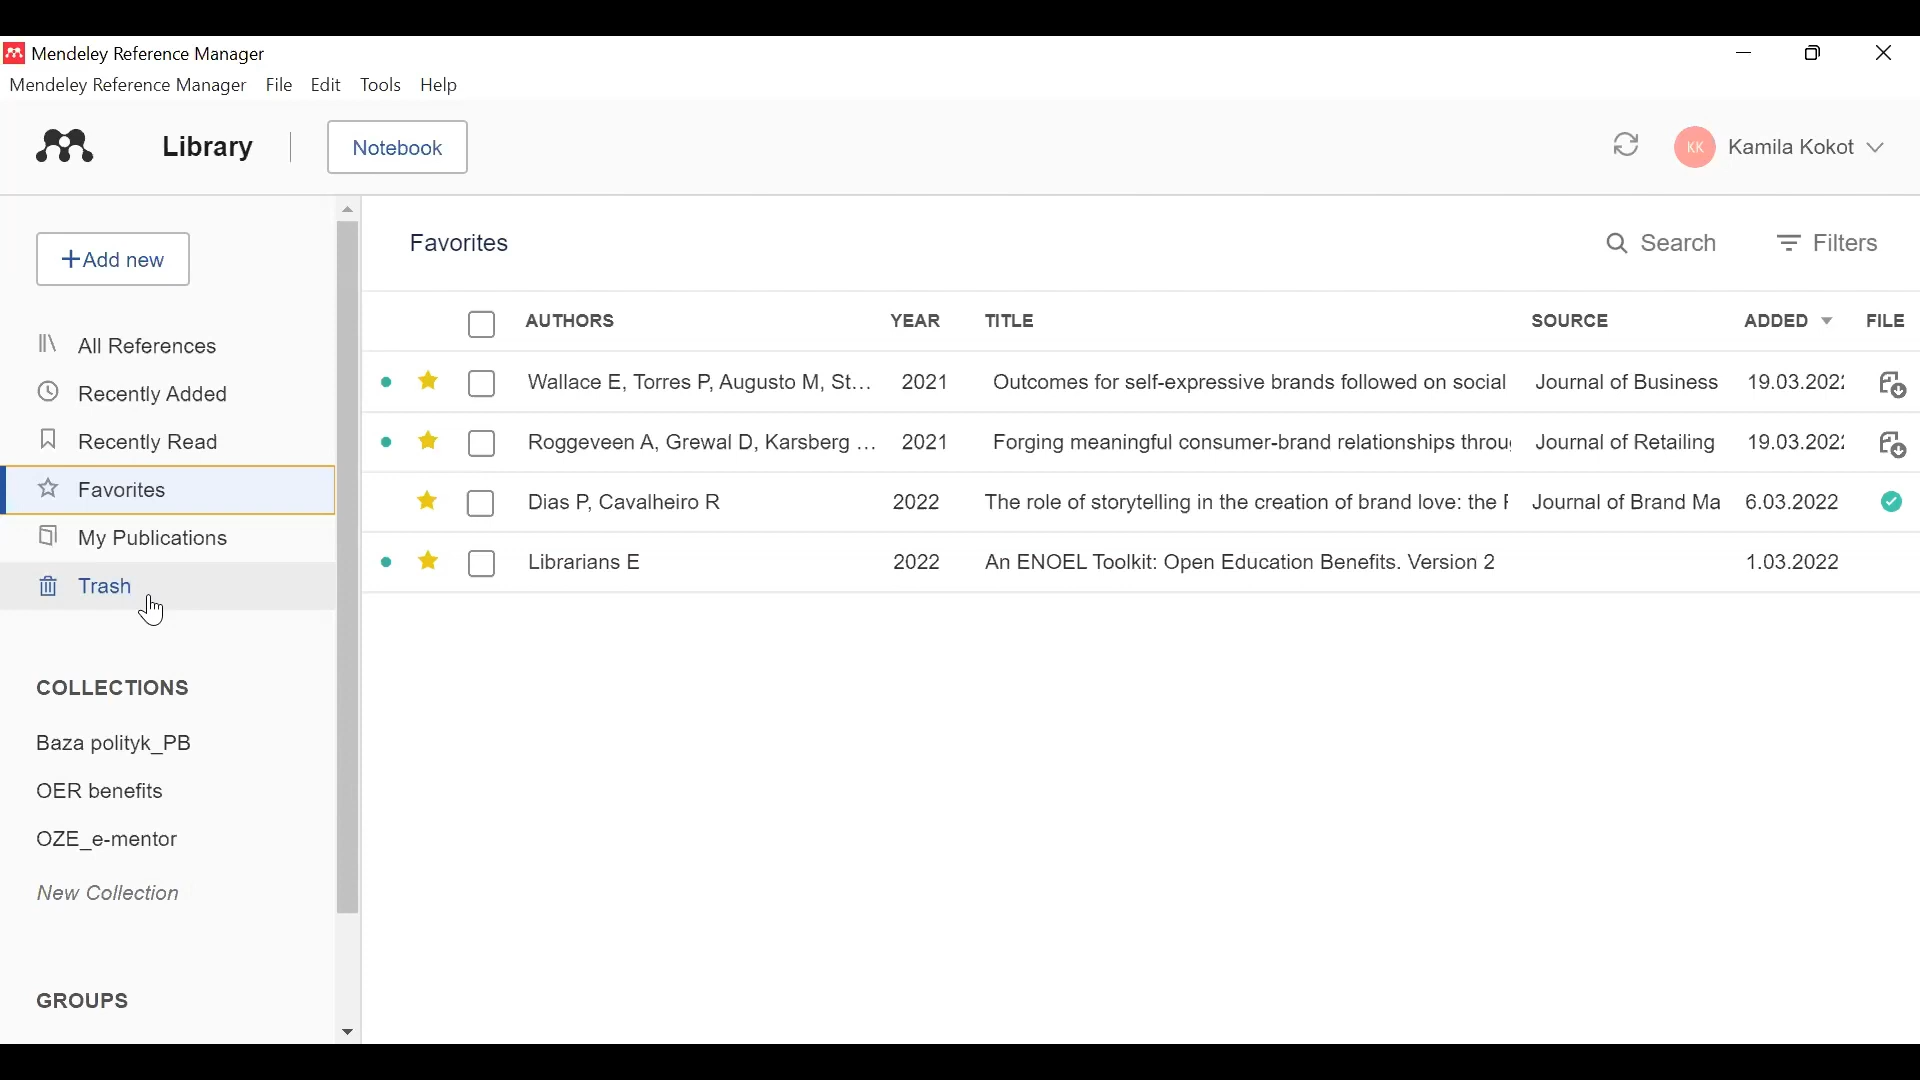 Mendeley Reference Manager
Mendeley Reference Manager File Edit Tools Help
Library Notebook KK Kamila Kokot
+Add new
Favorites Search Filters
AUTHORS YEAR TITLE SOURCE ADDED FILE
All References
Wallace E, Torres P, Augusto M, St... 2021 Outcomes for self-expressive brands followed on social Journal of Business 19.03.202
Recently Added
Roggeveen A, Grewal D, Karsberg ... 2021 Forging meaningful consumer-brand relationships Journal of Retailing 19.03.202
Recently Read
Favorites
Dias P, Cavalheiro R 2022 The role of storytelling in the creation of brand love: the Journal of Brand Ma 6.03.2022
My Publications
Librarians E 2022 An ENOEL Toolkit: Open Education Benefits. Version 2 1.03.2022
Trash
COLLECTIONS
Baza polityk_PB
OER benefits
OZE_e-mentor
New Collection
GROUPS